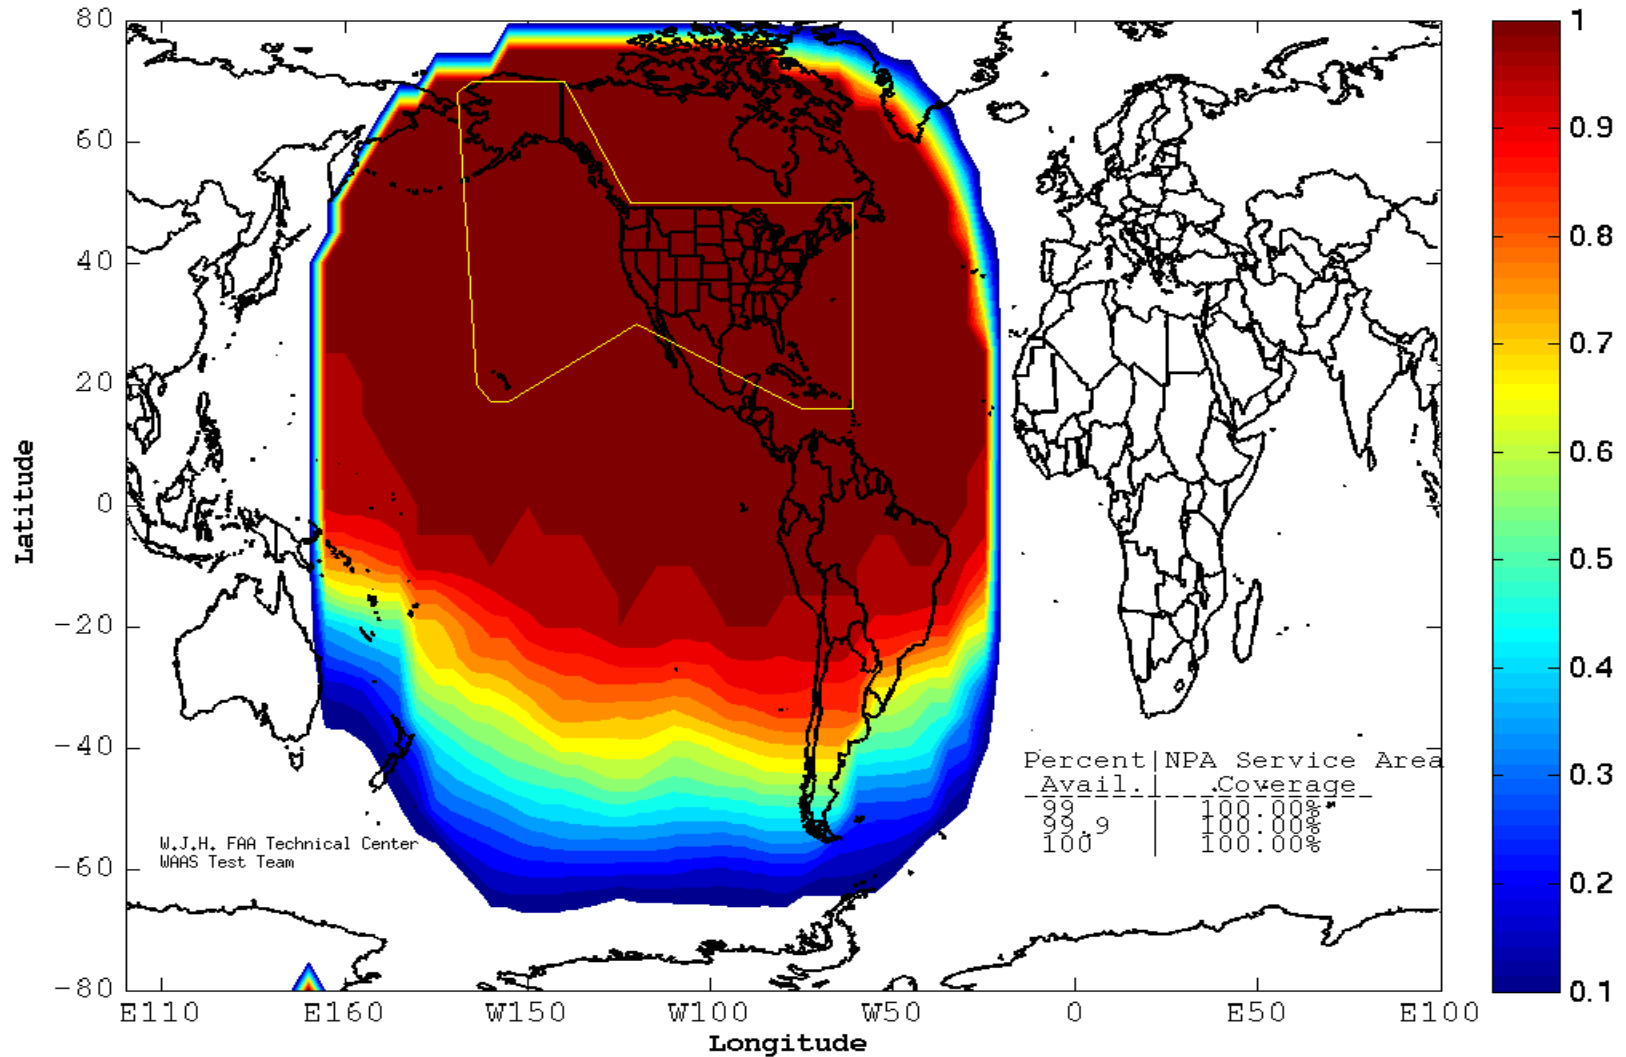 80
60
40
20
0
-20
-40
-60
-80
Latitude
E110 E160 W150 W100 W50 0 E50 E100
Longitude
W.J.H. FAA Technical Center
WAAS Test Team
Percent|NPA Service Area
Avail.| Coverage
99 | 100.00%
99.9 | 100.00%
100 | 100.00%
1
0.9
0.8
0.7
0.6
0.5
0.4
0.3
0.2
0.1